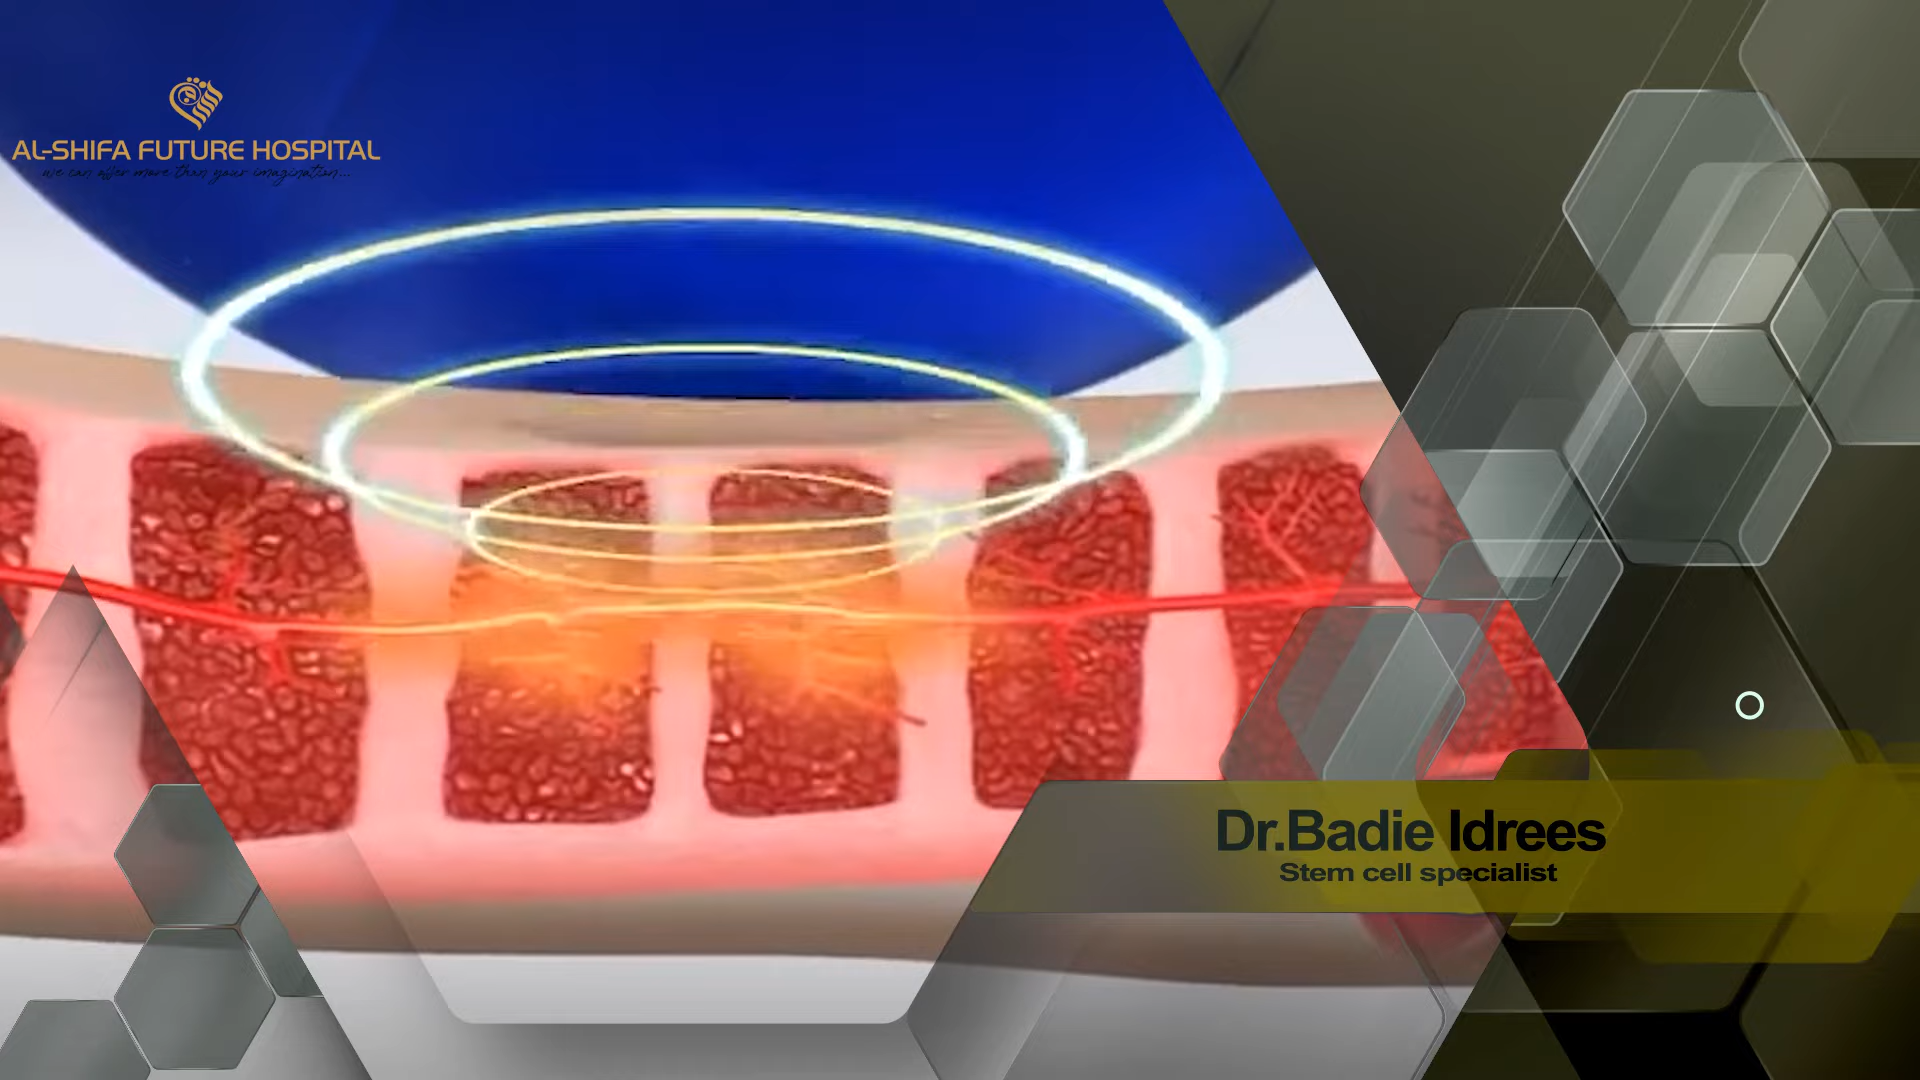 AL-SHIFA FUTURE HOSPITAL
we can offer more than your imagination...
Dr.Badie Idrees
Stem cell specialist